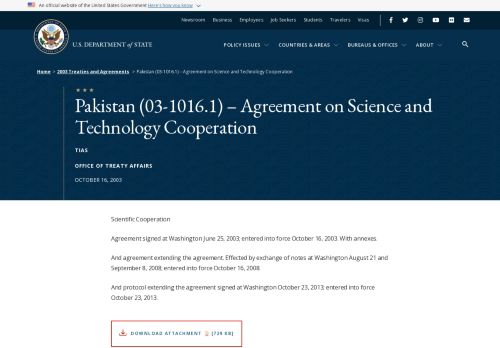 An official website of the United States Government Here's how you know
Newsroom Business Employees Job Seekers Students Travelers Visas
U.S. DEPARTMENT of STATE
POLICY ISSUES COUNTRIES & AREAS BUREAUS & OFFICES ABOUT
Home > 2003 Treaties and Agreements > Pakistan (03-1016.1) – Agreement on Science and Technology Cooperation
Pakistan (03-1016.1) – Agreement on Science and
Technology Cooperation
TIAS
OFFICE OF TREATY AFFAIRS
OCTOBER 16, 2003
Scientific Cooperation
Agreement signed at Washington June 25, 2003; entered into force October 16, 2003. With annexes.
And agreement extending the agreement. Effected by exchange of notes at Washington August 21 and
September 8, 2008; entered into force October 16, 2008.
And protocol extending the agreement signed at Washington October 23, 2013: entered into force
October 23, 2013.
DOWNLOAD ATTACHMENT [729 KB]